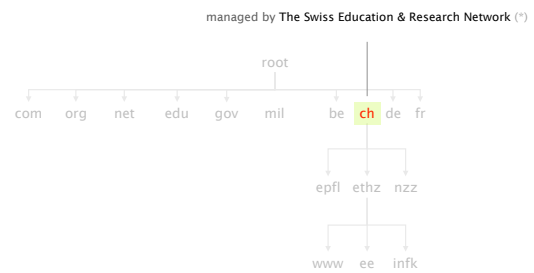 managed by The Swiss Education & Research Network (*)
root
com org net edu gov mil be ch de fr
epfl ethz nzz
www ee infk